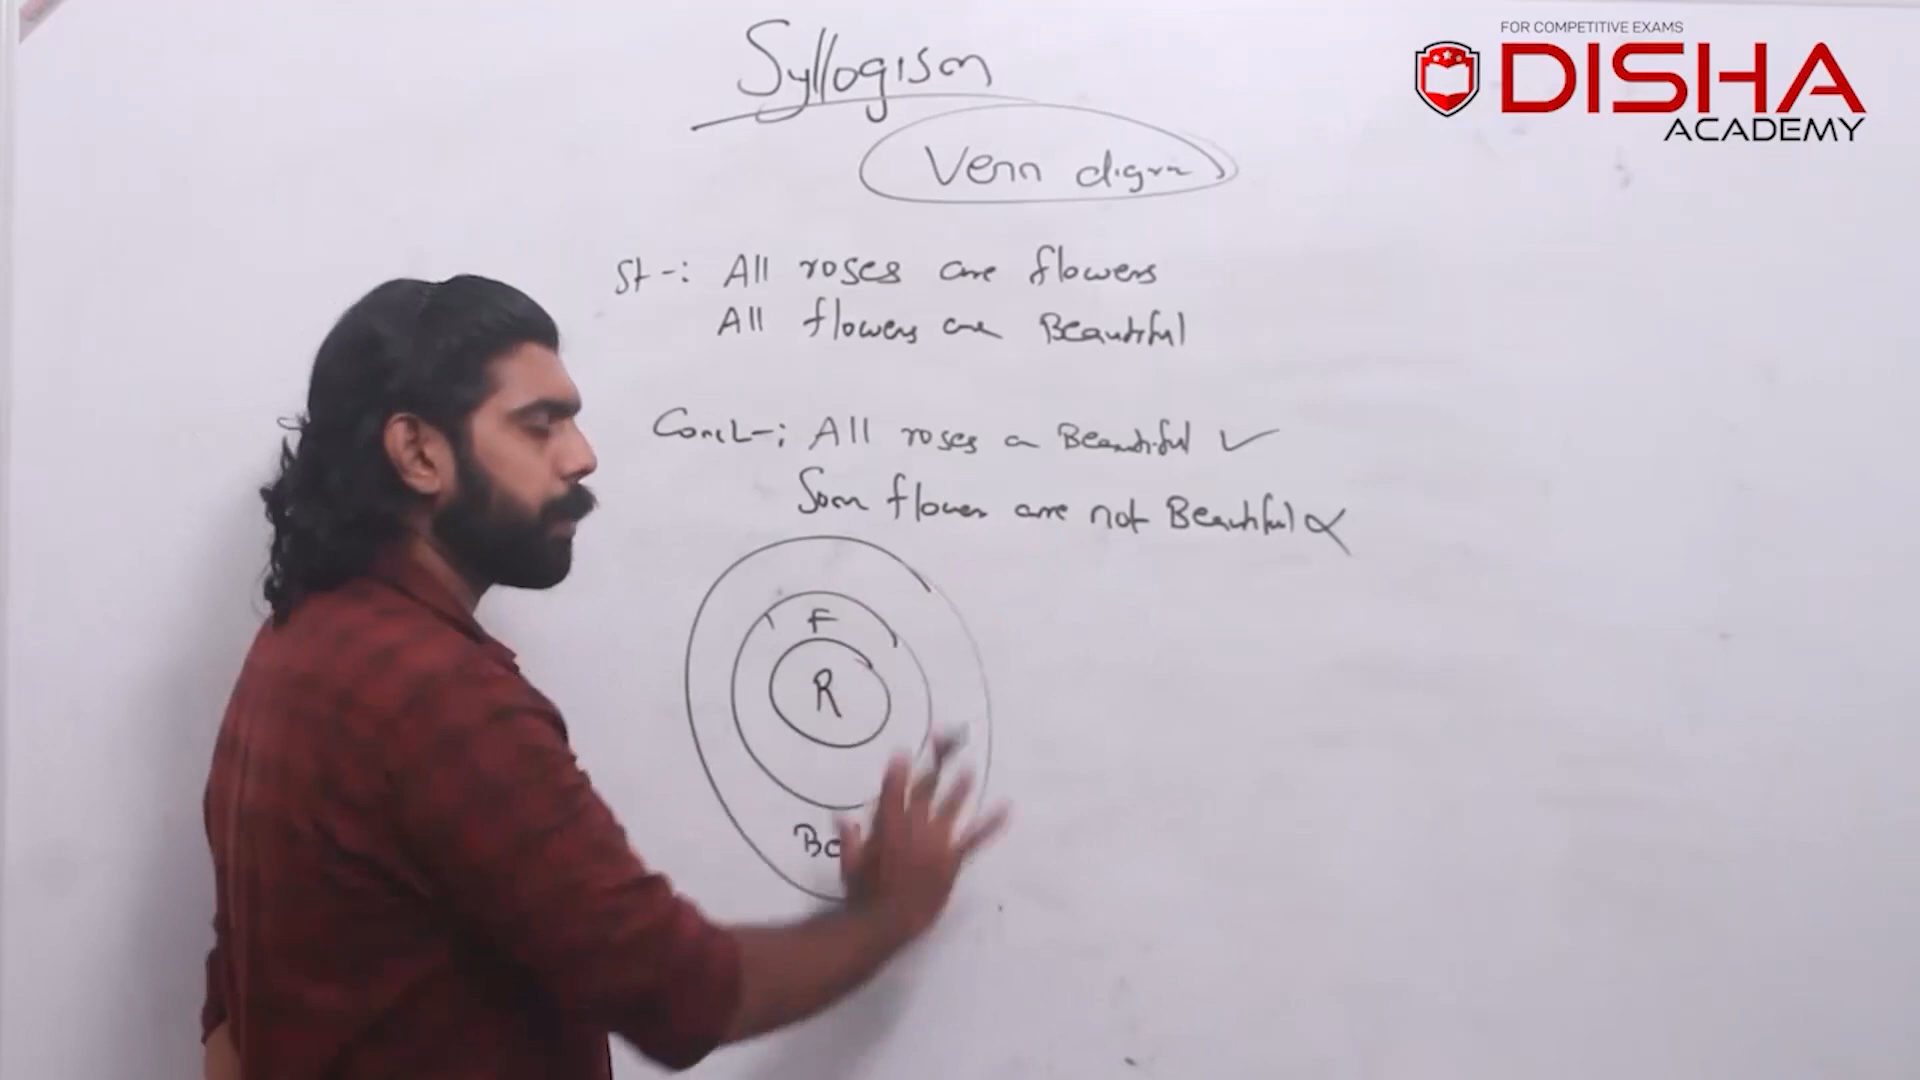 FOR COMPETITIVE EXAMS
DISHA
ACADEMY
Syllogism
Venn
St-: All roses are flowers
All flowers are Beautiful
Concl-; All roses a Beautiful ✓
Som flower are not Beautiful
F
R